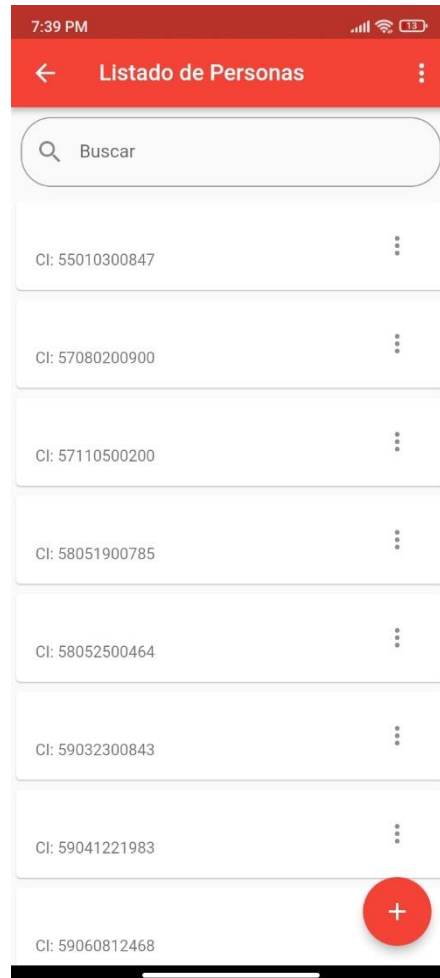 7:39 PM 13
Listado de Personas
Buscar
CI: 55010300847
CI: 57080200900
CI: 57110500200
CI: 58051900785
CI: 58052500464
CI: 59032300843
CI: 59041221983
CI: 59060812468